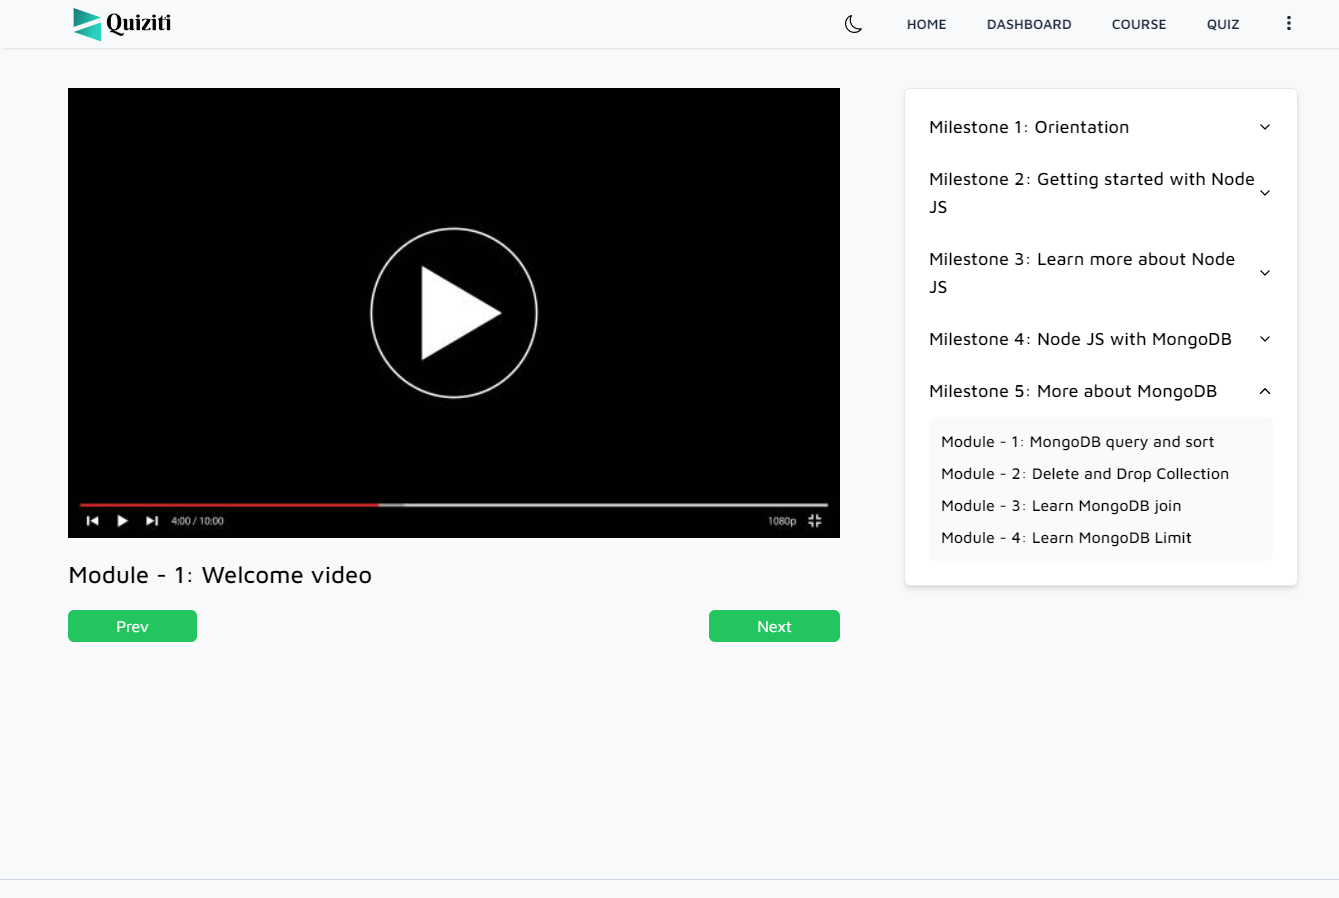 Quiziti
HOME DASHBOARD COURSE QUIZ
4:00 / 10:00
1080p
Module - 1: Welcome video
Prev
Next
Milestone 1: Orientation
Milestone 2: Getting started with Node
JS
Milestone 3: Learn more about Node
JS
Milestone 4: Node JS with MongoDB
Milestone 5: More about MongoDB
Module - 1: MongoDB query and sort
Module - 2: Delete and Drop Collection
Module - 3: Learn MongoDB join
Module - 4: Learn MongoDB Limit